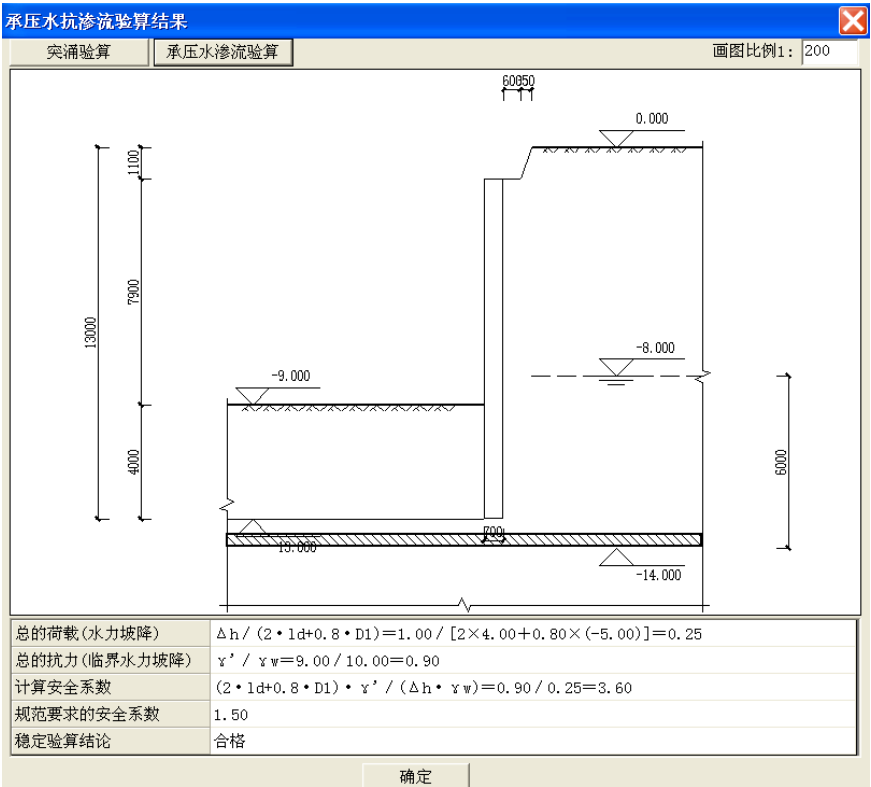 承压水抗渗流验算结果
突涌验算 承压水渗流验算 画图比例1: 200
600
0.000
1100
7900
13000
-8.000
-9.000
4000
6000
700
-14.000
总的荷载(水力坡降) Δh/(2•ld+0.8•D1)=1.00/[2×4.00+0.80×(-5.00)]=0.25
总的抗力(临界水力坡降) γ'/γw=9.00/10.00=0.90
计算安全系数 (2•ld+0.8•D1)•γ'/(Δh•γw)=0.90/0.25=3.60
规范要求的安全系数 1.50
稳定验算结论 合格
确定